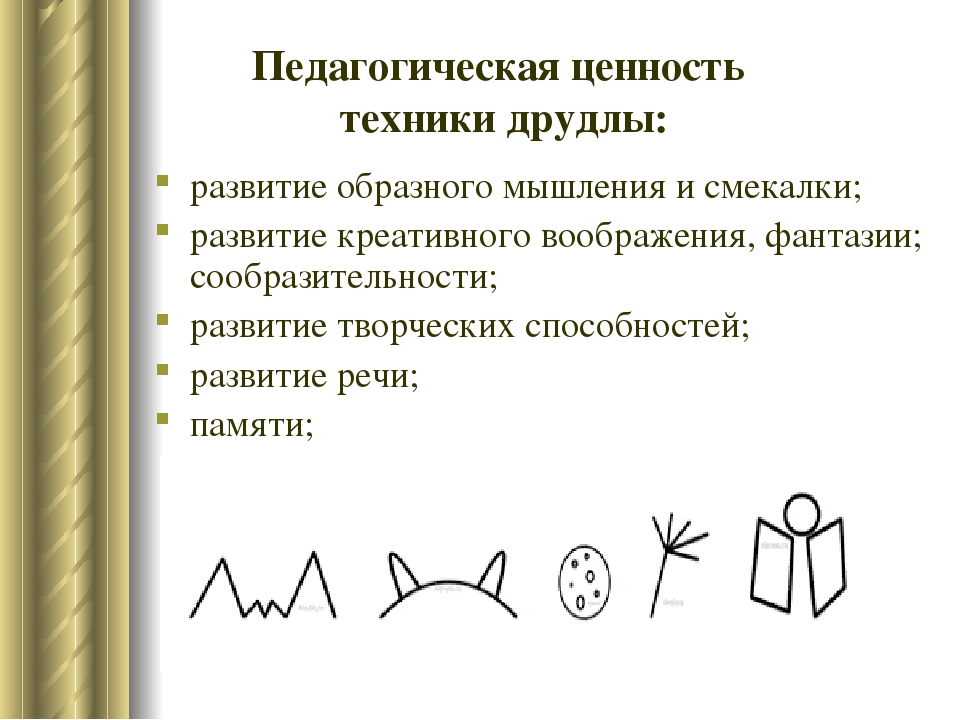 Педагогическая ценность
техники друдлы:
развитие образного мышления и смекалки;
развитие креативного воображения, фантазии;
сообразительности;
развитие творческих способностей;
развитие речи;
памяти;